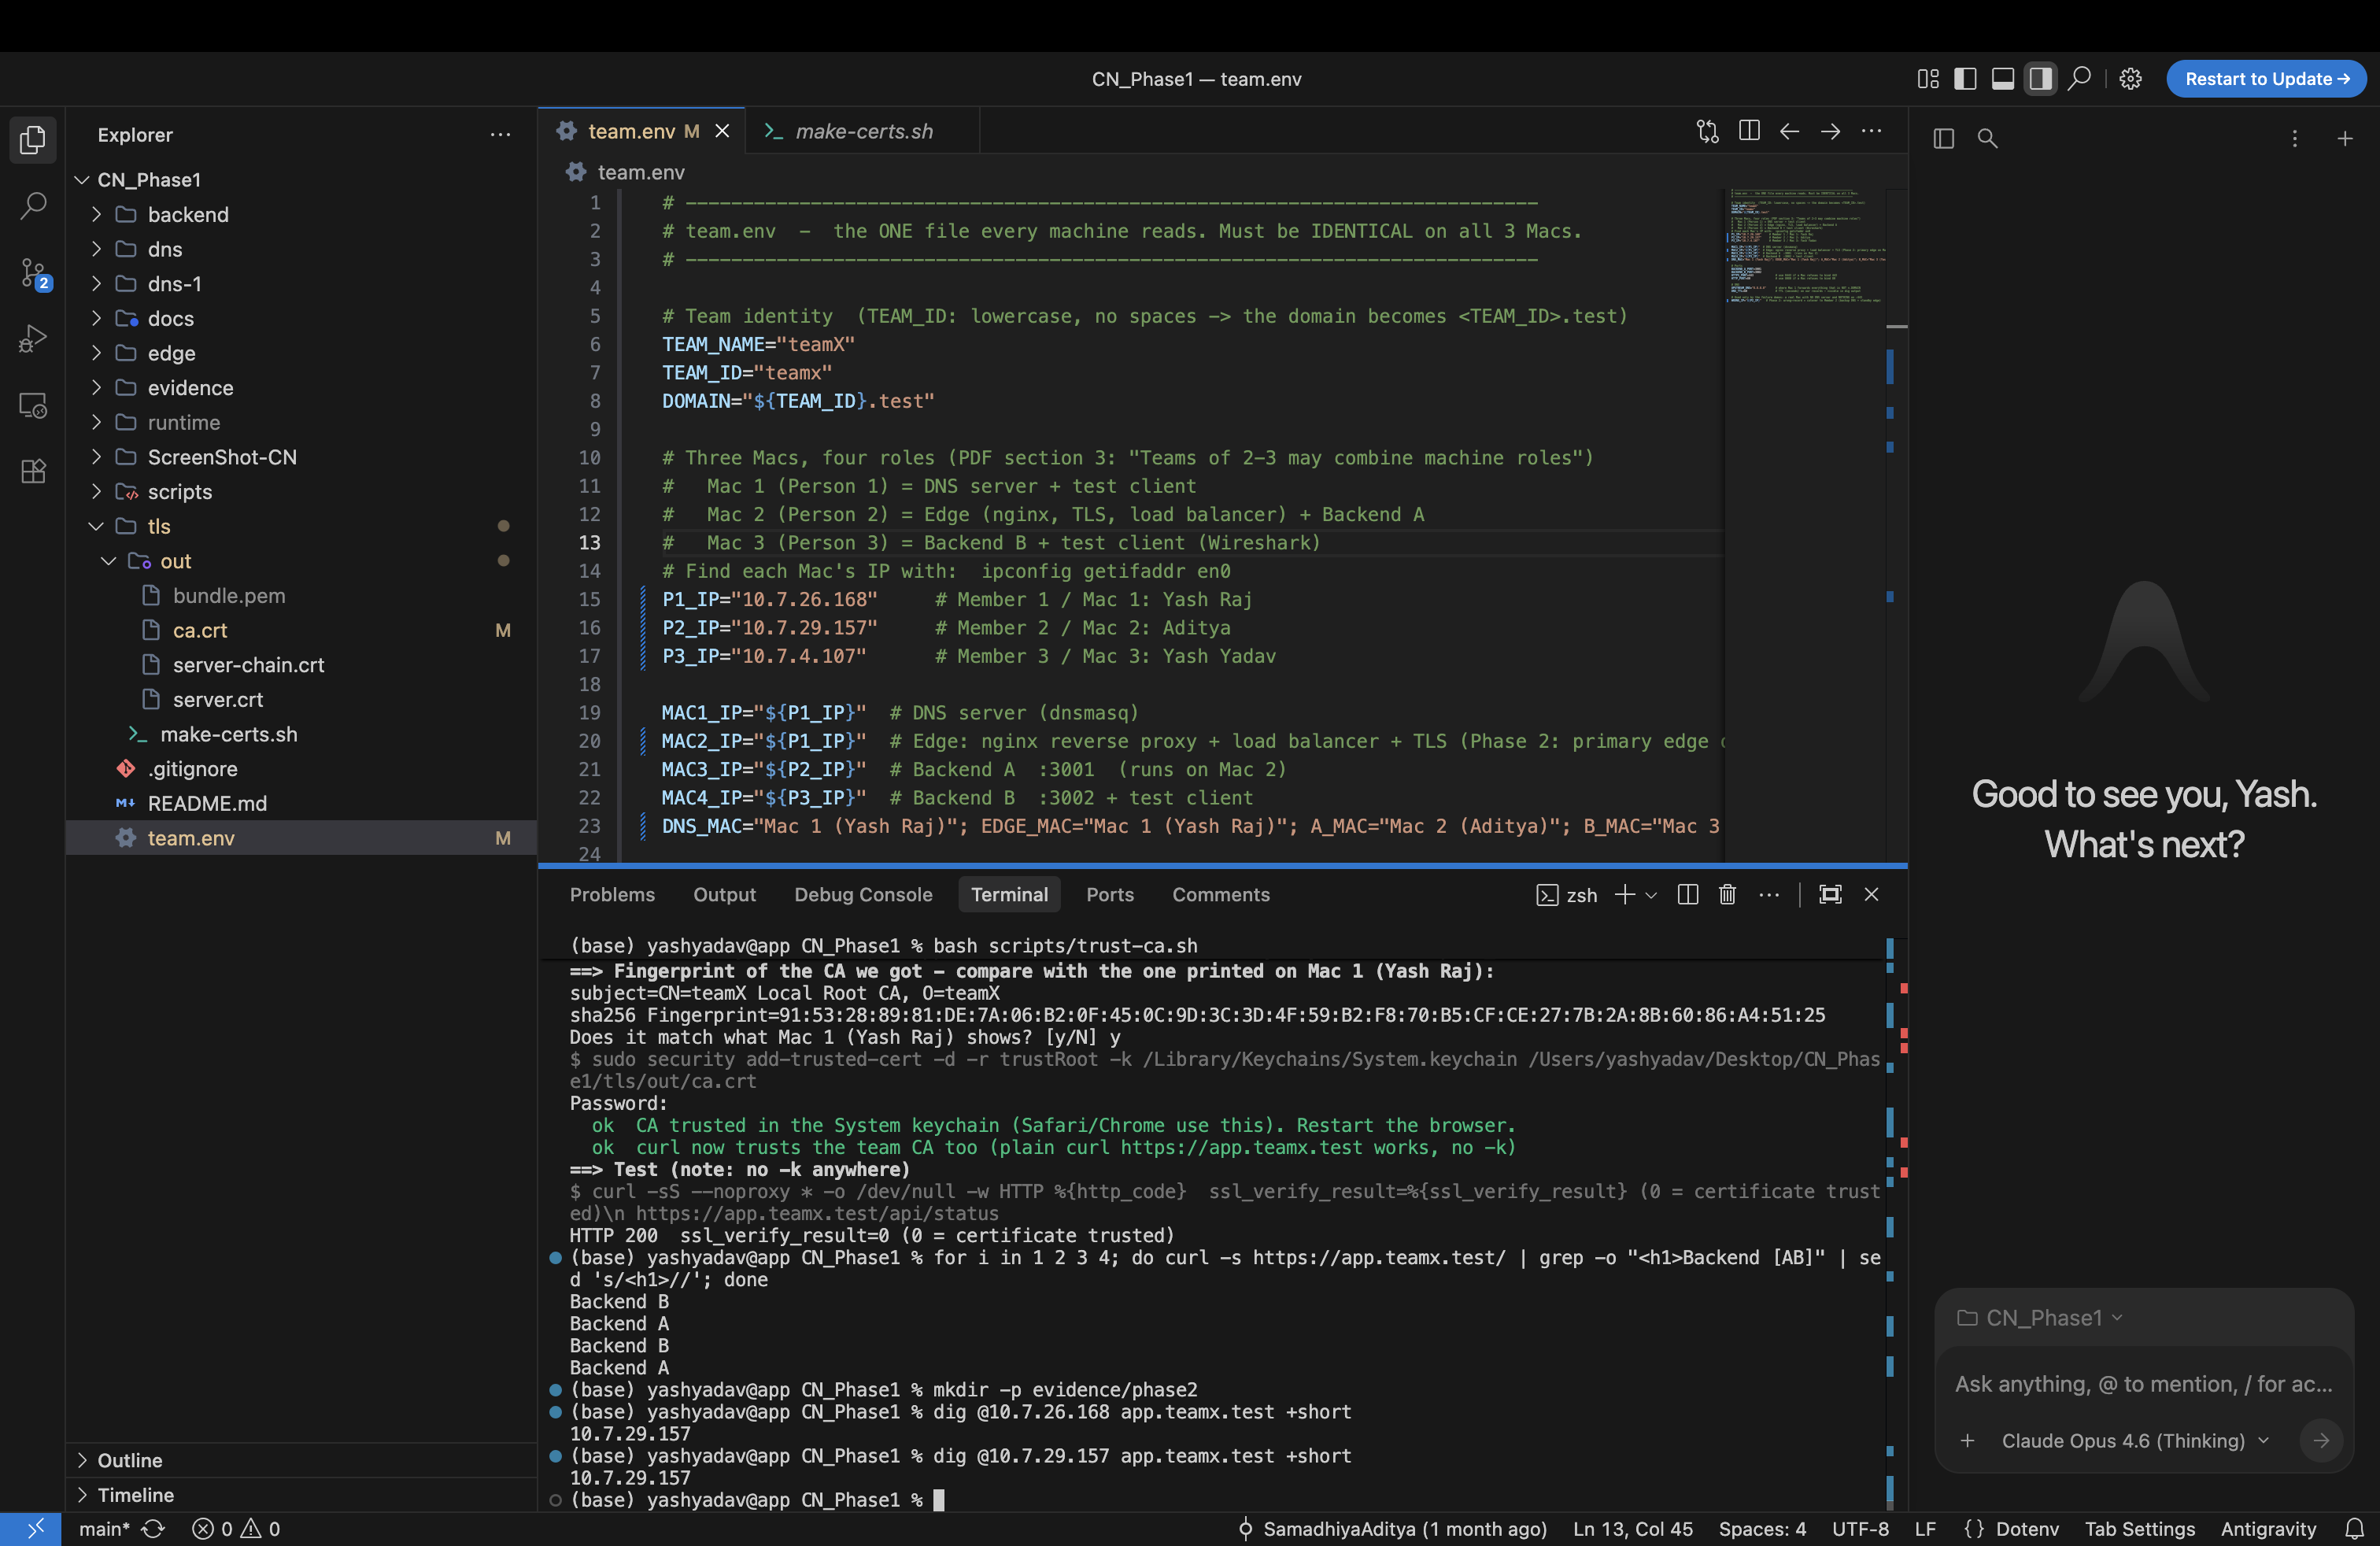 CN_Phase1 — team.env
Restart to Update →
Explorer
CN_Phase1
backend
dns
dns-1
docs
edge
evidence
runtime
ScreenShot-CN
scripts
tls
out
bundle.pem
ca.crt M
server-chain.crt
server.crt
make-certs.sh
.gitignore
README.md
team.env M
Outline
Timeline
2
team.env M
make-certs.sh
team.env
1 # ---------------------------------------------------------------------------
2 # team.env - the ONE file every machine reads. Must be IDENTICAL on all 3 Macs.
3 # ---------------------------------------------------------------------------
4
5 # Team identity (TEAM_ID: lowercase, no spaces -> the domain becomes <TEAM_ID>.test)
6 TEAM_NAME="teamX"
7 TEAM_ID="teamx"
8 DOMAIN="${TEAM_ID}.test"
9
10 # Three Macs, four roles (PDF section 3: "Teams of 2-3 may combine machine roles")
11 # Mac 1 (Person 1) = DNS server + test client
12 # Mac 2 (Person 2) = Edge (nginx, TLS, load balancer) + Backend A
13 # Mac 3 (Person 3) = Backend B + test client (Wireshark)
14 # Find each Mac's IP with: ipconfig getifaddr en0
15 P1_IP="10.7.26.168" # Member 1 / Mac 1: Yash Raj
16 P2_IP="10.7.29.157" # Member 2 / Mac 2: Aditya
17 P3_IP="10.7.4.107" # Member 3 / Mac 3: Yash Yadav
18
19 MAC1_IP="${P1_IP}" # DNS server (dnsmasq)
20 MAC2_IP="${P1_IP}" # Edge: nginx reverse proxy + load balancer + TLS (Phase 2: primary edge
21 MAC3_IP="${P2_IP}" # Backend A :3001 (runs on Mac 2)
22 MAC4_IP="${P3_IP}" # Backend B :3002 + test client
23 DNS_MAC="Mac 1 (Yash Raj)"; EDGE_MAC="Mac 1 (Yash Raj)"; A_MAC="Mac 2 (Aditya)"; B_MAC="Mac 3
24
Problems Output Debug Console Terminal Ports Comments
zsh
(base) yashyadav@app CN_Phase1 % bash scripts/trust-ca.sh
==> Fingerprint of the CA we got - compare with the one printed on Mac 1 (Yash Raj):
subject=CN=teamX Local Root CA, O=teamX
sha256 Fingerprint=91:53:28:89:81:DE:7A:06:B2:0F:45:0C:9D:3C:3D:4F:59:B2:F8:70:B5:CF:CE:27:7B:2A:8B:60:86:A4:51:25
Does it match what Mac 1 (Yash Raj) shows? [y/N] y
$ sudo security add-trusted-cert -d -r trustRoot -k /Library/Keychains/System.keychain /Users/yashyadav/Desktop/CN_Phas
e1/tls/out/ca.crt
Password:
ok CA trusted in the System keychain (Safari/Chrome use this). Restart the browser.
ok curl now trusts the team CA too (plain curl https://app.teamx.test works, no -k)
==> Test (note: no -k anywhere)
$ curl -sS --noproxy * -o /dev/null -w HTTP %{http_code} ssl_verify_result=%{ssl_verify_result} (0 = certificate trust
ed)\n https://app.teamx.test/api/status
HTTP 200 ssl_verify_result=0 (0 = certificate trusted)
(base) yashyadav@app CN_Phase1 % for i in 1 2 3 4; do curl -s https://app.teamx.test/ | grep -o "<h1>Backend [AB]" | se
d 's/<h1>//'; done
Backend B
Backend A
Backend B
Backend A
(base) yashyadav@app CN_Phase1 % mkdir -p evidence/phase2
(base) yashyadav@app CN_Phase1 % dig @10.7.26.168 app.teamx.test +short
10.7.29.157
(base) yashyadav@app CN_Phase1 % dig @10.7.29.157 app.teamx.test +short
10.7.29.157
(base) yashyadav@app CN_Phase1 %
Good to see you, Yash.
What's next?
CN_Phase1
Ask anything, @ to mention, / for ac...
Claude Opus 4.6 (Thinking)
main* 0 0 SamadhiyaAditya (1 month ago) Ln 13, Col 45 Spaces: 4 UTF-8 LF {} Dotenv Tab Settings Antigravity